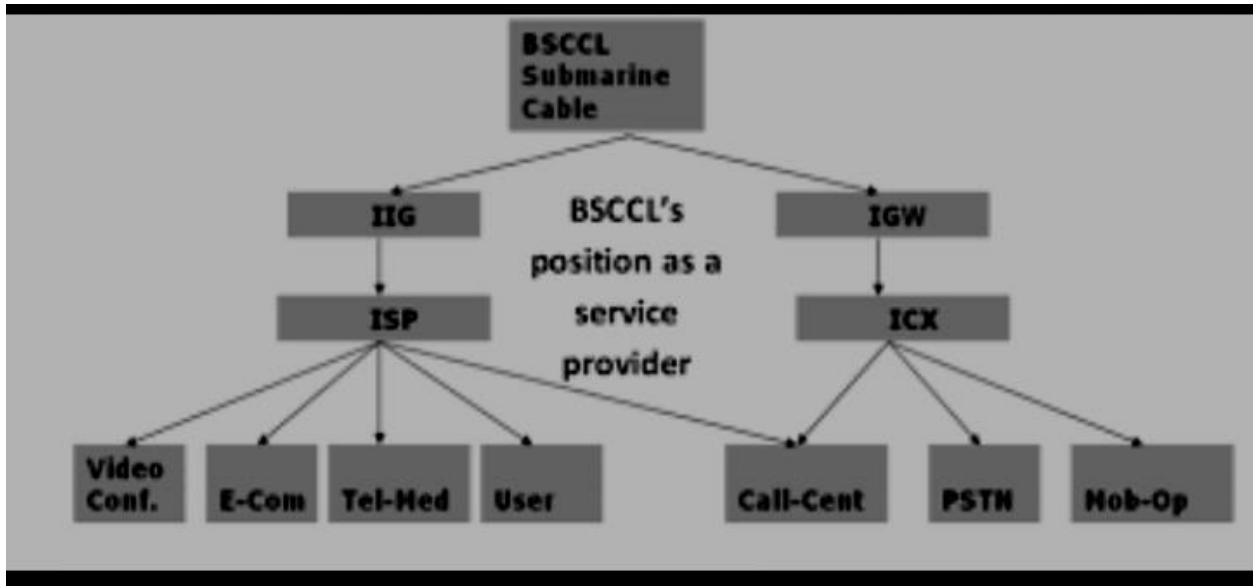 BSCCL
Submarine
Cable
IIG
BSCCL's
position as a
service
provider
IGW
ISP
ICX
Video
Conf.
E-Com
Tel-Med
User
Call-Cent
PSTN
Mob-Op